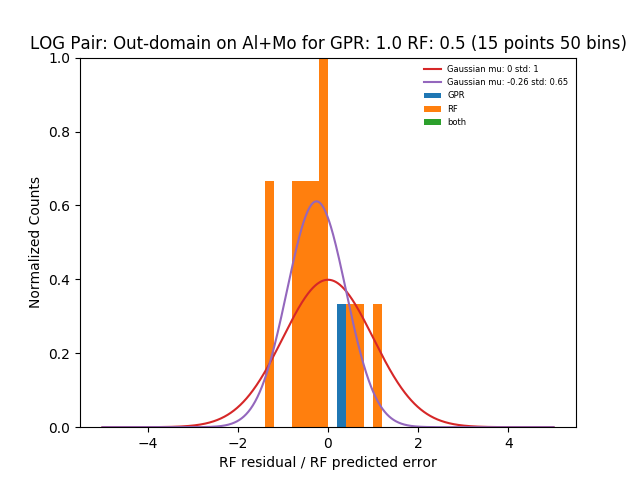 LOG Pair: Out-domain on Al+Mo for GPR: 1.0 RF: 0.5 (15 points 50 bins)
Gaussian mu: 0 std: 1
Gaussian mu: -0.26 std: 0.65
GPR
RF
both
Normalized Counts
1.0
0.8
0.6
0.4
0.2
0.0
−4 −2 0 2 4
RF residual / RF predicted error